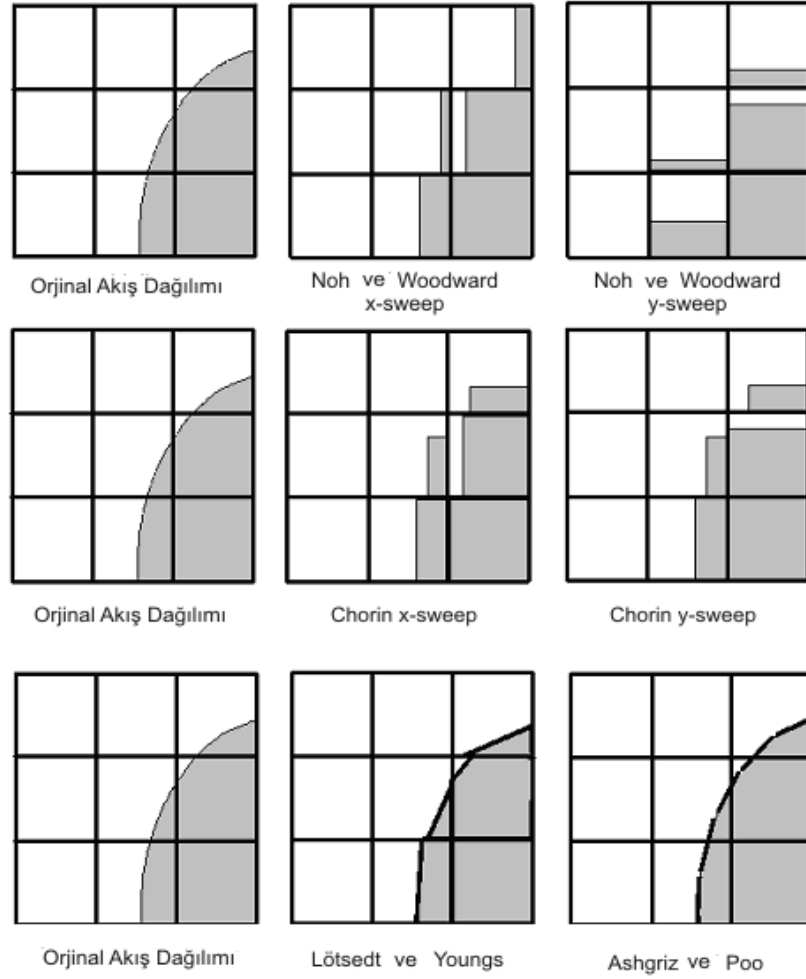 Orjinal Akış Dağılımı
Noh ve Woodward
x-sweep
Noh ve Woodward
y-sweep
Orjinal Akış Dağılımı
Chorin x-sweep
Chorin y-sweep
Orjinal Akış Dağılımı
Lötsedt ve Youngs
Ashgriz ve Poo